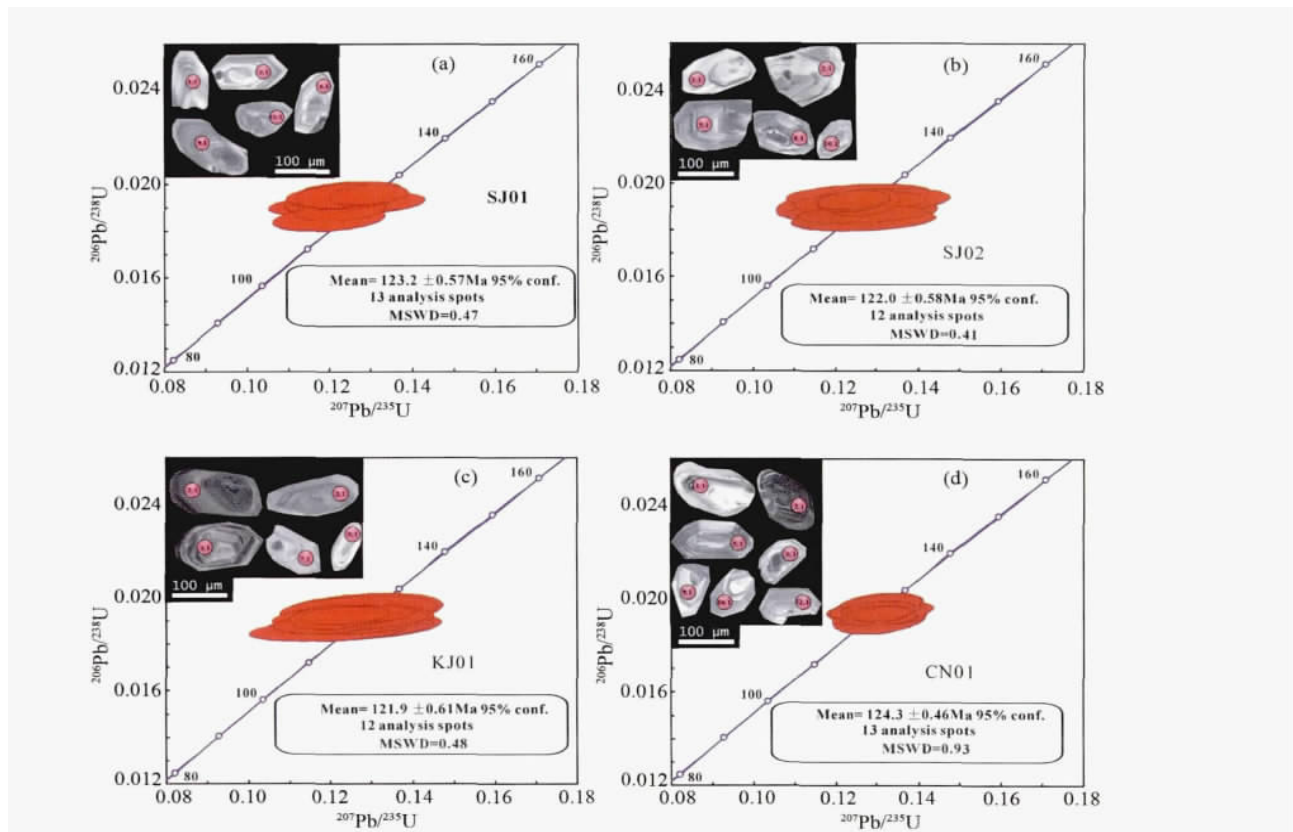 (a)
160
0.024
140
100 μm
0.020
SJ01
²⁰⁶Pb/²³⁸U
0.016
100
Mean= 123.2 ±0.57Ma 95% conf.
13 analysis spots
MSWD=0.47
80
0.012
0.08 0.10 0.12 0.14 0.16 0.18
²⁰⁷Pb/²³⁵U
(b)
160
0.024
140
100 μm
0.020
²⁰⁶Pb/²³⁸U
SJ02
0.016
100
Mean= 122.0 ±0.58Ma 95% conf.
12 analysis spots
MSWD=0.41
80
0.012
0.08 0.10 0.12 0.14 0.16 0.18
²⁰⁷Pb/²³⁵U
(c)
160
0.024
140
100 μm
0.020
²⁰⁶Pb/²³⁸U
KJ01
0.016
100
Mean= 121.9 ±0.61Ma 95% conf.
12 analysis spots
MSWD=0.48
80
0.012
0.08 0.10 0.12 0.14 0.16 0.18
²⁰⁷Pb/²³⁵U
(d)
160
0.024
140
0.020
100 μm
²⁰⁶Pb/²³⁸U
CN01
0.016
100
Mean= 124.3 ±0.46Ma 95% conf.
13 analysis spots
MSWD=0.93
80
0.012
0.08 0.10 0.12 0.14 0.16 0.18
²⁰⁷Pb/²³⁵U